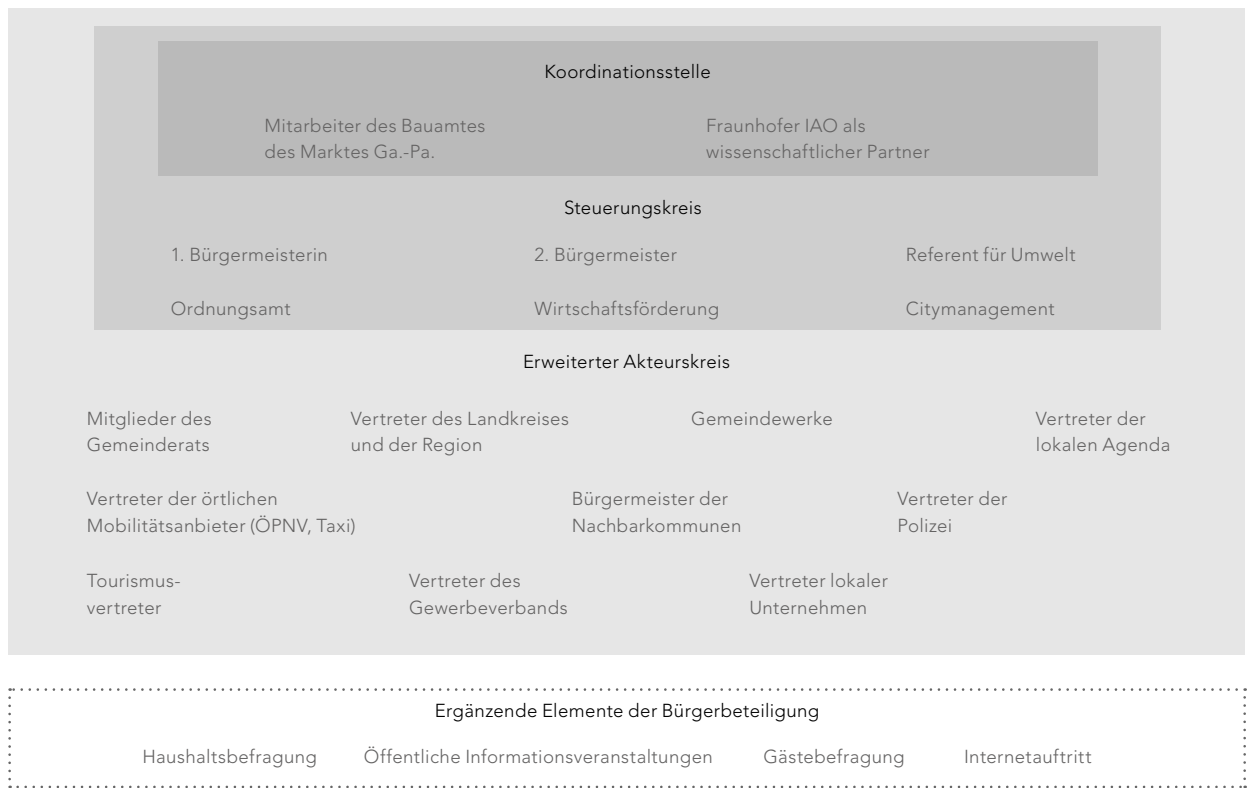 Koordinationsstelle
Mitarbeiter des Bauamtes
des Marktes Ga.-Pa.
Fraunhofer IAO als
wissenschaftlicher Partner
Steuerungskreis
1. Bürgermeisterin
2. Bürgermeister
Referent für Umwelt
Ordnungsamt
Wirtschaftsförderung
Citymanagement
Erweiterter Akteurskreis
Mitglieder des
Gemeinderats
Vertreter des Landkreises
und der Region
Gemeindewerke
Vertreter der
lokalen Agenda
Vertreter der örtlichen
Mobilitätsanbieter (ÖPNV, Taxi)
Bürgermeister der
Nachbarkommunen
Vertreter der
Polizei
Tourismus-
vertreter
Vertreter des
Gewerbeverbands
Vertreter lokaler
Unternehmen
Ergänzende Elemente der Bürgerbeteiligung
Haushaltsbefragung
Öffentliche Informationsveranstaltungen
Gästebefragung
Internetauftritt